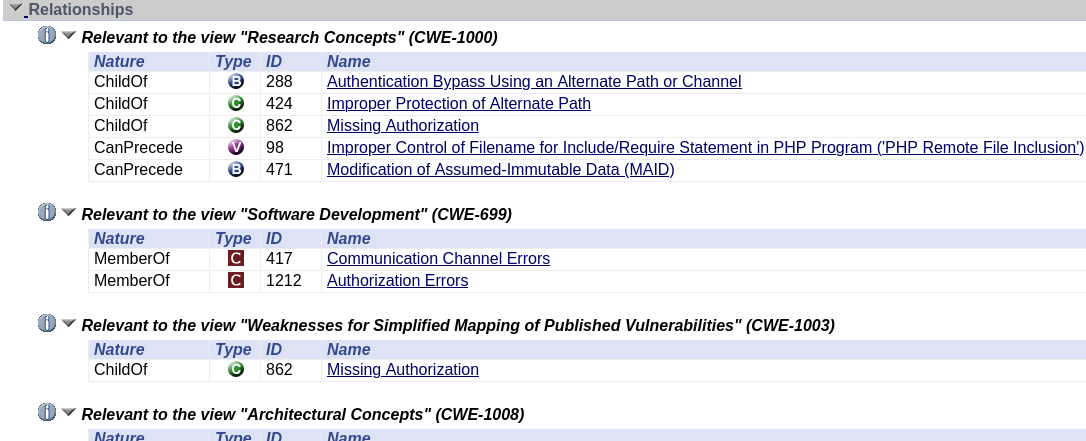 Relationships
Relevant to the view "Research Concepts" (CWE-1000)
Nature Type ID Name
ChildOf B 288 Authentication Bypass Using an Alternate Path or Channel
ChildOf C 424 Improper Protection of Alternate Path
ChildOf C 862 Missing Authorization
CanPrecede V 98 Improper Control of Filename for Include/Require Statement in PHP Program ('PHP Remote File Inclusion')
CanPrecede B 471 Modification of Assumed-Immutable Data (MAID)
Relevant to the view "Software Development" (CWE-699)
Nature Type ID Name
MemberOf C 417 Communication Channel Errors
MemberOf C 1212 Authorization Errors
Relevant to the view "Weaknesses for Simplified Mapping of Published Vulnerabilities" (CWE-1003)
Nature Type ID Name
ChildOf C 862 Missing Authorization
Relevant to the view "Architectural Concepts" (CWE-1008)
Nature Type ID Name